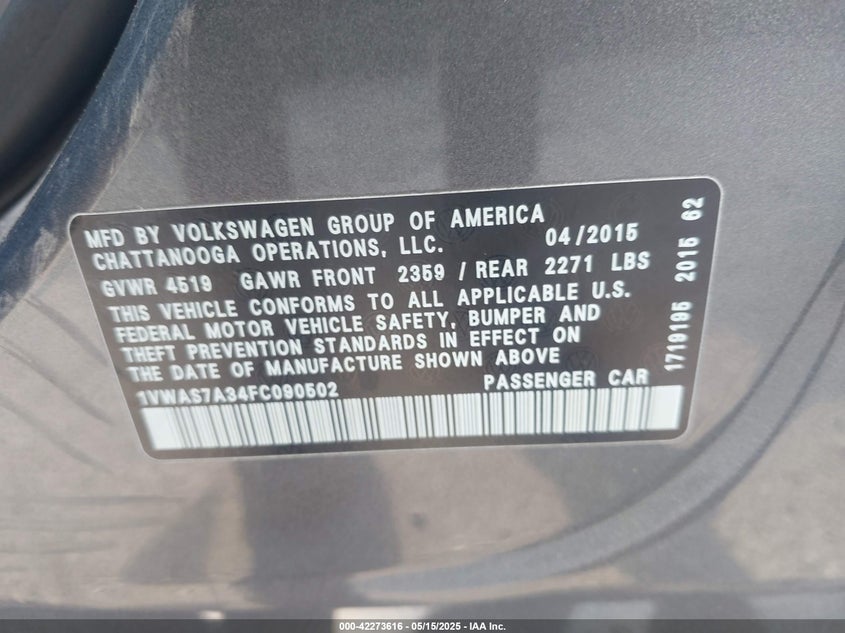 MFD BY VOLKSWAGEN GROUP OF AMERICA
CHATTANOOGA OPERATIONS, LLC. 04/2015
GVWR 4519 GAWR FRONT 2359 / REAR 2271 LBS
THIS VEHICLE CONFORMS TO ALL APPLICABLE U.S.
FEDERAL MOTOR VEHICLE SAFETY, BUMPER AND
THEFT PREVENTION STANDARDS IN EFFECT ON
THE DATE OF MANUFACTURE SHOWN ABOVE
1VWAS7A34FC090502 PASSENGER CAR
1719195 2015 62
000-42273616 - 05/15/2025 - IAA Inc.